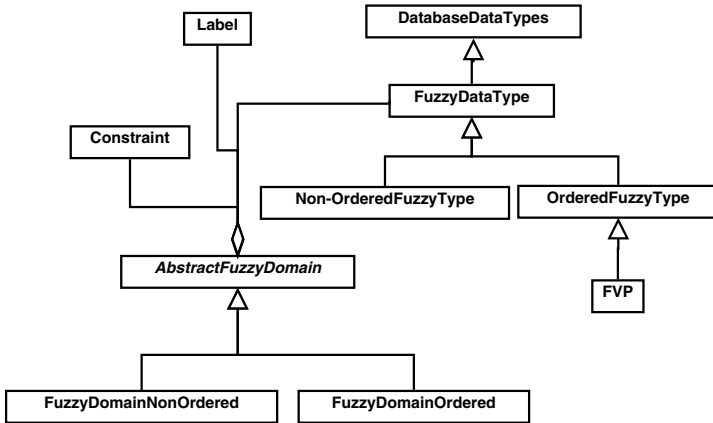 DatabaseDataTypes
Label
FuzzyDataType
Constraint
Non-OrderedFuzzyType
OrderedFuzzyType
AbstractFuzzyDomain
FVP
FuzzyDomainNonOrdered
FuzzyDomainOrdered